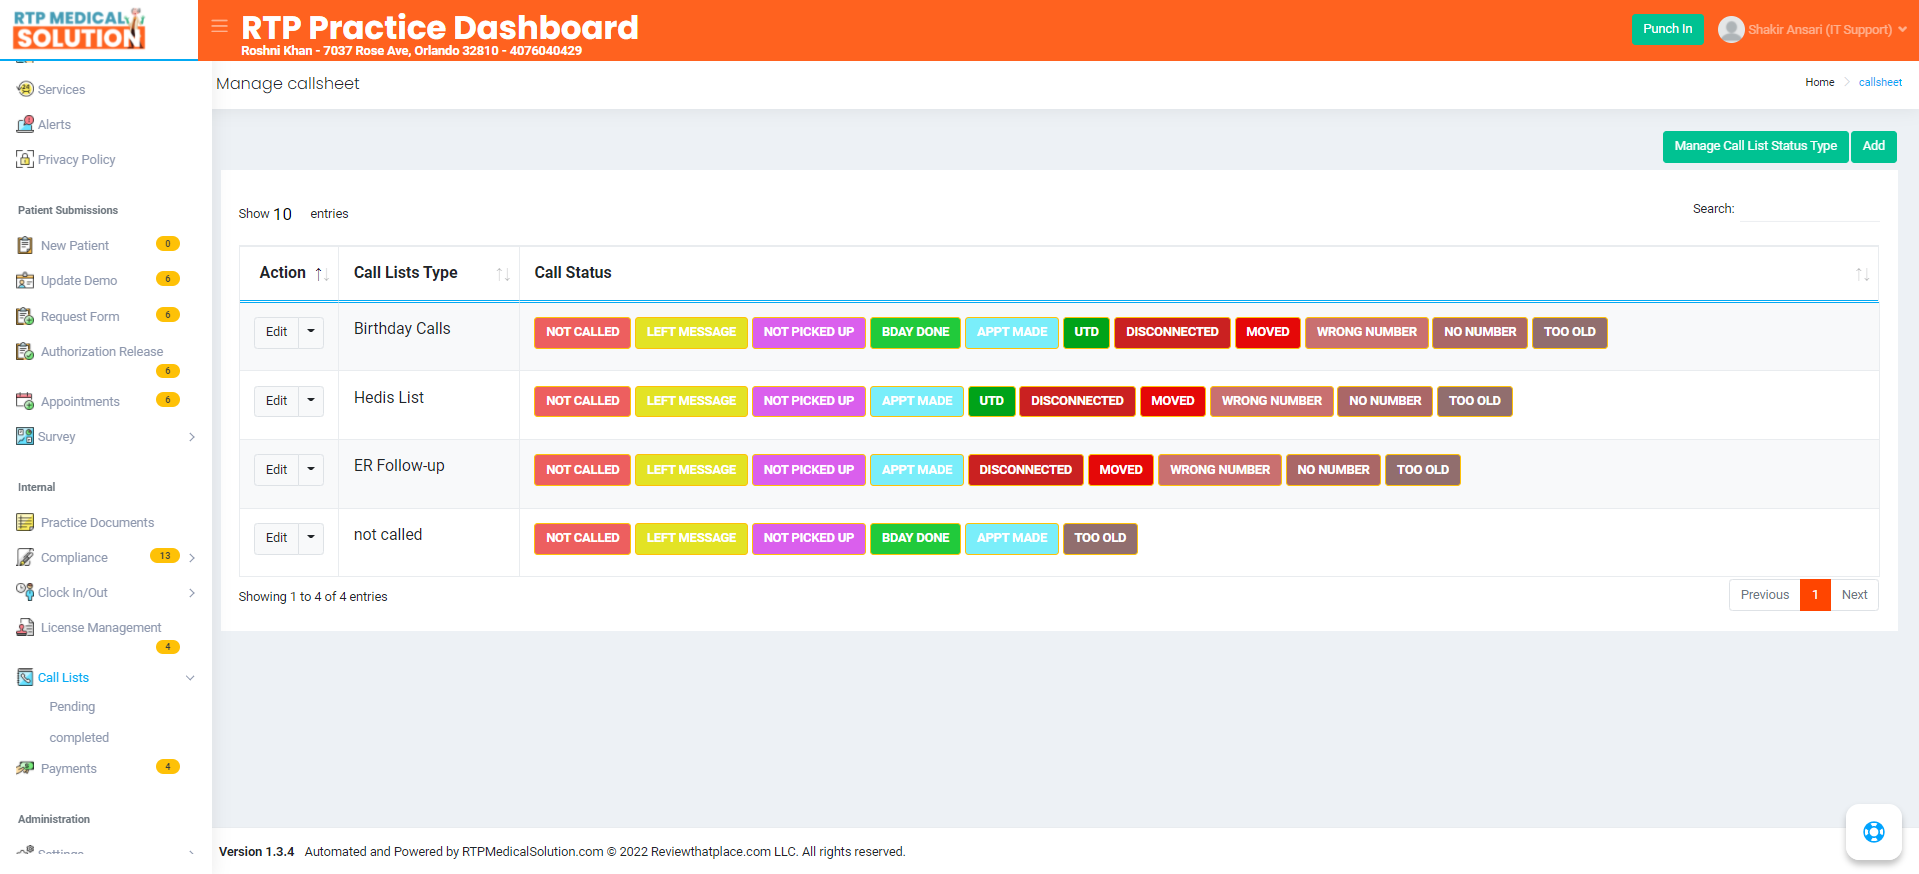 RTP MEDICAL
SOLUTION
RTP Practice Dashboard
Roshni Khan - 7037 Rose Ave, Orlando 32810 - 4076040429
Punch In
Shakir Ansari (IT Support)
Manage callsheet
Home
callsheet
Services
Alerts
Privacy Policy
Patient Submissions
New Patient 0
Update Demo 6
Request Form 6
Authorization Release
6
Appointments 6
Survey
Internal
Practice Documents
Compliance 13
Clock In/Out
License Management
4
Call Lists
Pending
completed
Payments 4
Administration
Settings
Manage Call List Status Type
Add
Show 10 entries
Search:
Action Call Lists Type Call Status
Edit Birthday Calls NOT CALLED LEFT MESSAGE NOT PICKED UP BDAY DONE APPT MADE UTD DISCONNECTED MOVED WRONG NUMBER NO NUMBER TOO OLD
Edit Hedis List NOT CALLED LEFT MESSAGE NOT PICKED UP APPT MADE UTD DISCONNECTED MOVED WRONG NUMBER NO NUMBER TOO OLD
Edit ER Follow-up NOT CALLED LEFT MESSAGE NOT PICKED UP APPT MADE DISCONNECTED MOVED WRONG NUMBER NO NUMBER TOO OLD
Edit not called NOT CALLED LEFT MESSAGE NOT PICKED UP BDAY DONE APPT MADE TOO OLD
Showing 1 to 4 of 4 entries
Previous 1 Next
Version 1.3.4 Automated and Powered by RTPMedicalSolution.com © 2022 Reviewthatplace.com LLC. All rights reserved.